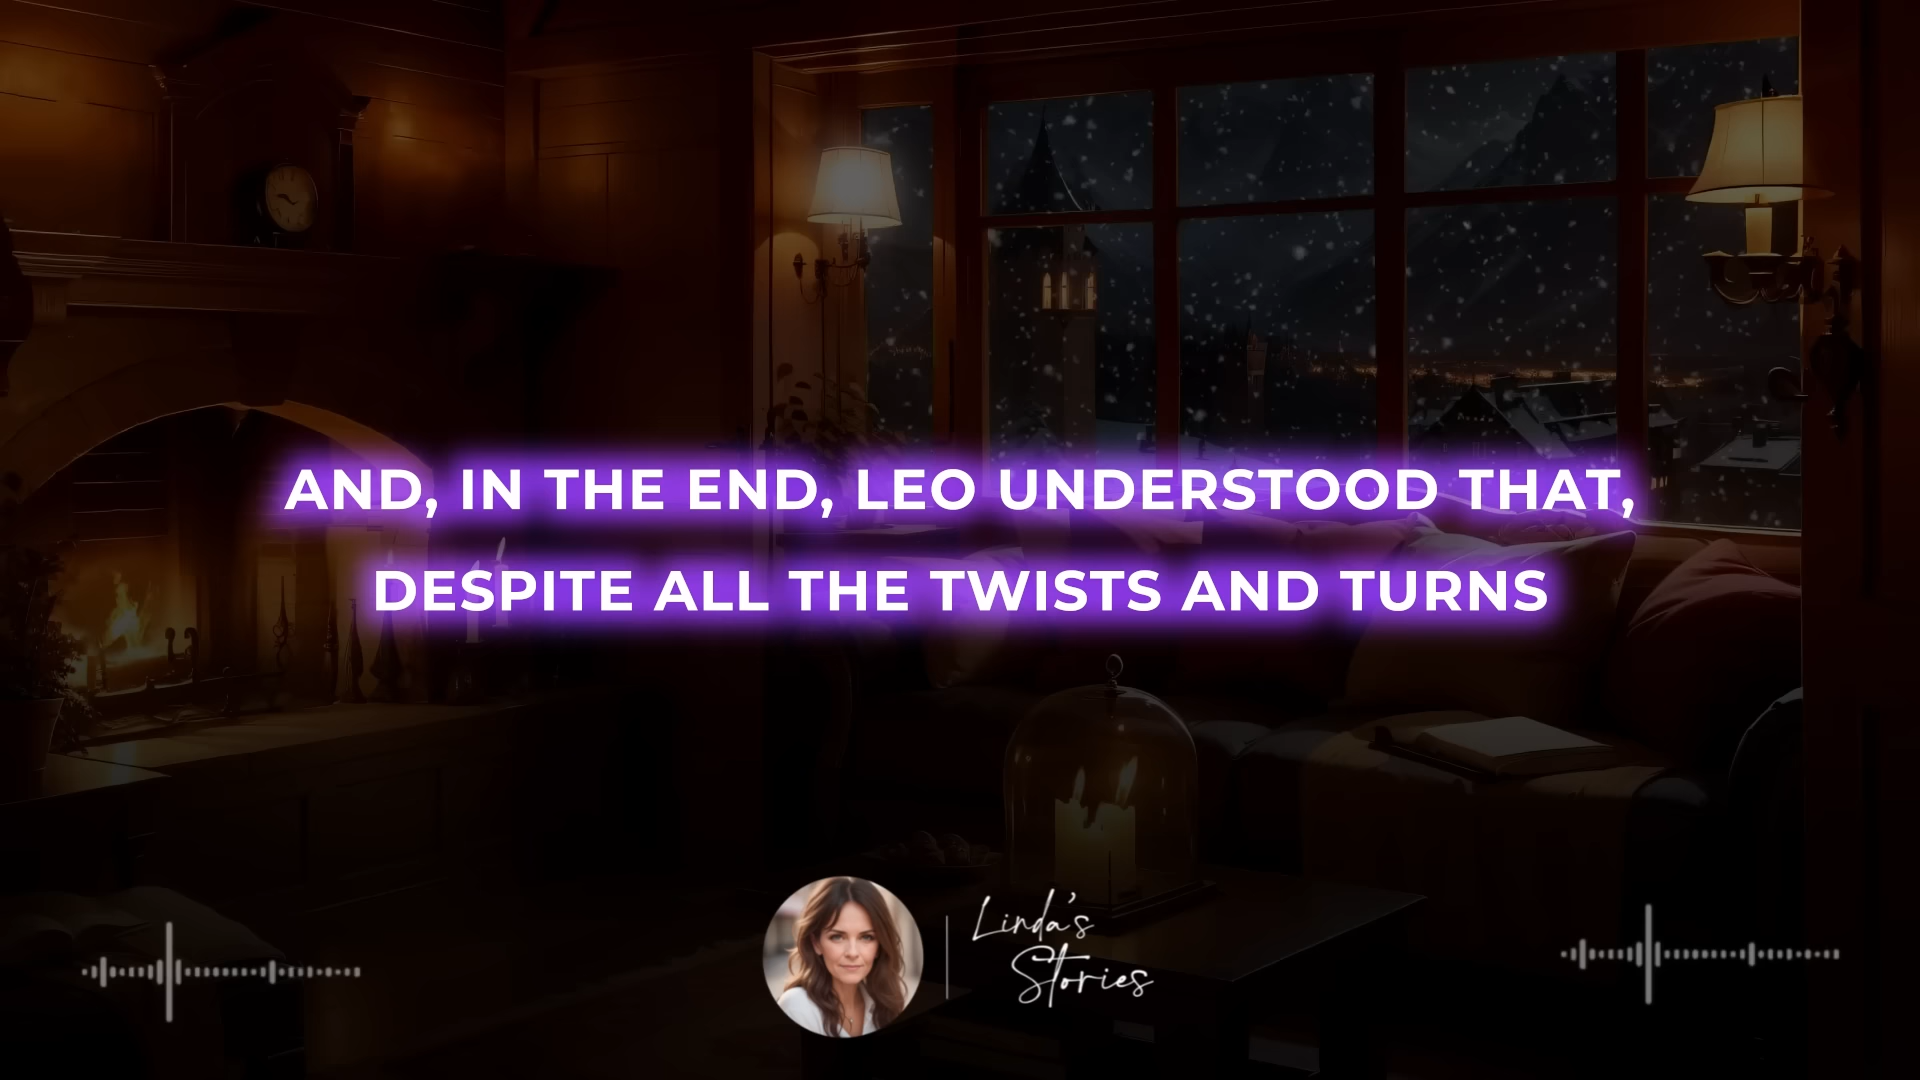 AND, IN THE END, LEO UNDERSTOOD THAT,
DESPITE ALL THE TWISTS AND TURNS
Linda's
Stories